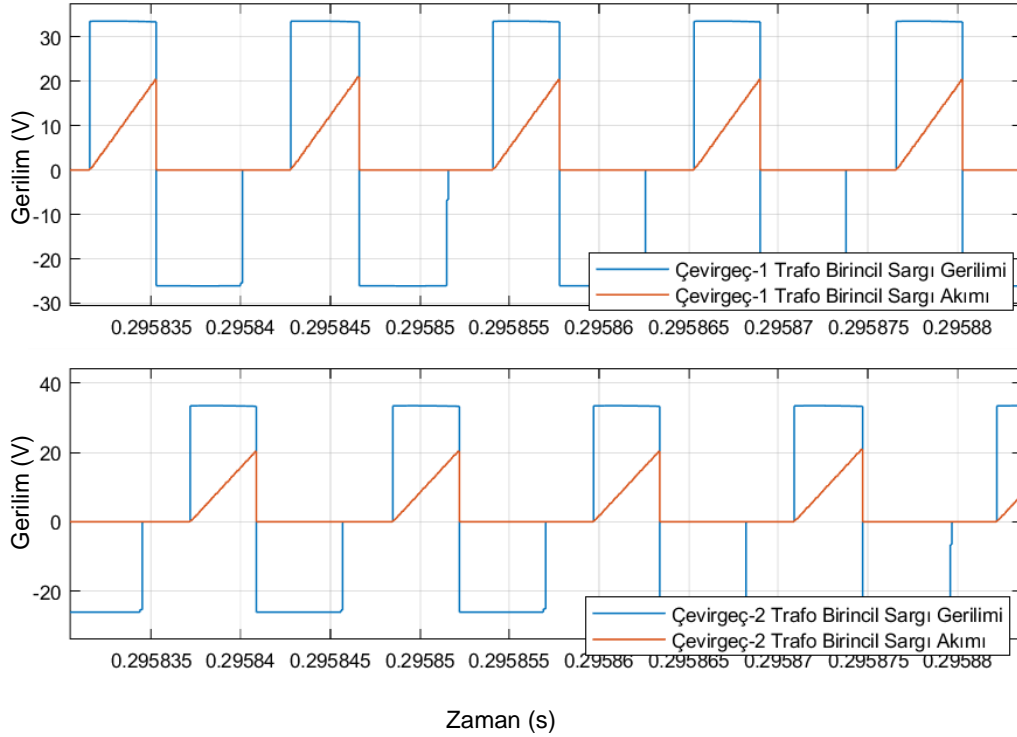 Gerilim (V)
30
20
10
0
-10
-20
-30
Çevirgeç-1 Trafo Birincil Sargı Gerilimi
Çevirgeç-1 Trafo Birincil Sargı Akımı
0.295835 0.29584 0.295845 0.29585 0.295855 0.29586 0.295865 0.29587 0.295875 0.29588
Gerilim (V)
40
20
0
-20
Çevirgeç-2 Trafo Birincil Sargı Gerilimi
Çevirgeç-2 Trafo Birincil Sargı Akımı
0.295835 0.29584 0.295845 0.29585 0.295855 0.29586 0.295865 0.29587 0.295875 0.29588
Zaman (s)